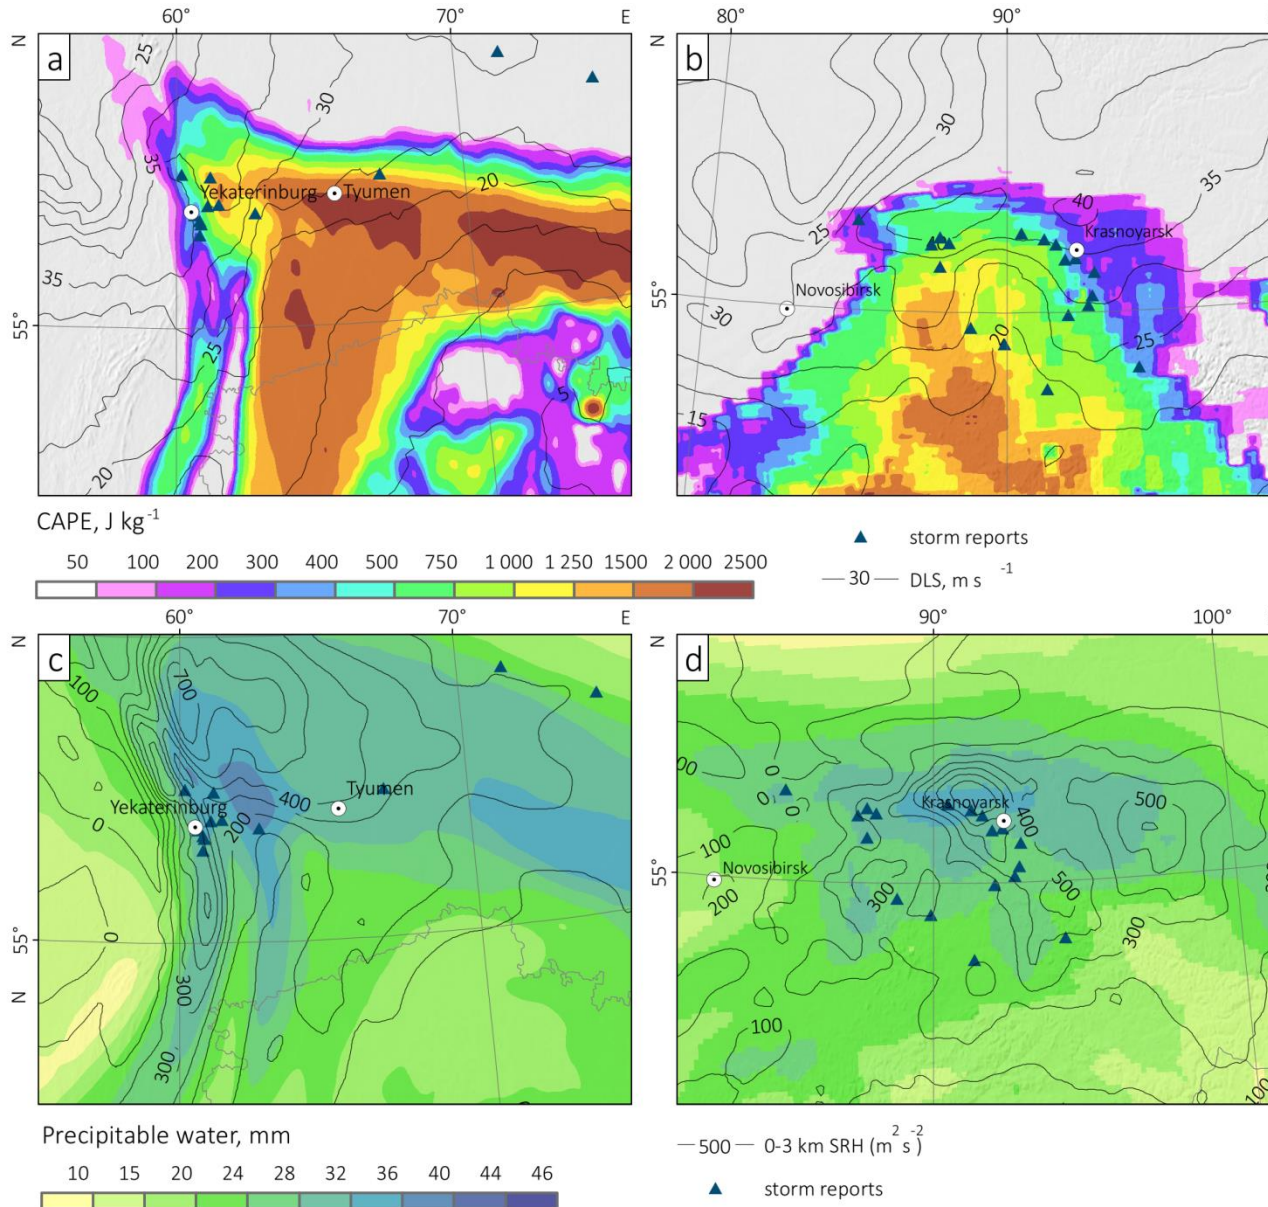 60° 70° E 80° 90°
N a N b
25 25
30 30
35 35
Yekaterinburg Tyumen 20 40
Krasnoyarsk
25
Novosibirsk
35 55°
55° 30
25 20 25
5 15
20
CAPE, J kg-1
50 100 200 300 400 500 750 1 000 1 250 1500 2 000 2500
storm reports
30 DLS, m s-1
60° 70° E 90° 100°
N c N d
100 700
Tyumen 0
400 500
Yekaterinburg Krasnoyarsk
0 200 400
100
55° Novosibirsk
200 300 500
55° 0 300
N 300
300 100
100
Precipitable water, mm
500 0-3 km SRH (m2 s-2)
10 15 20 24 28 32 36 40 44 46
storm reports